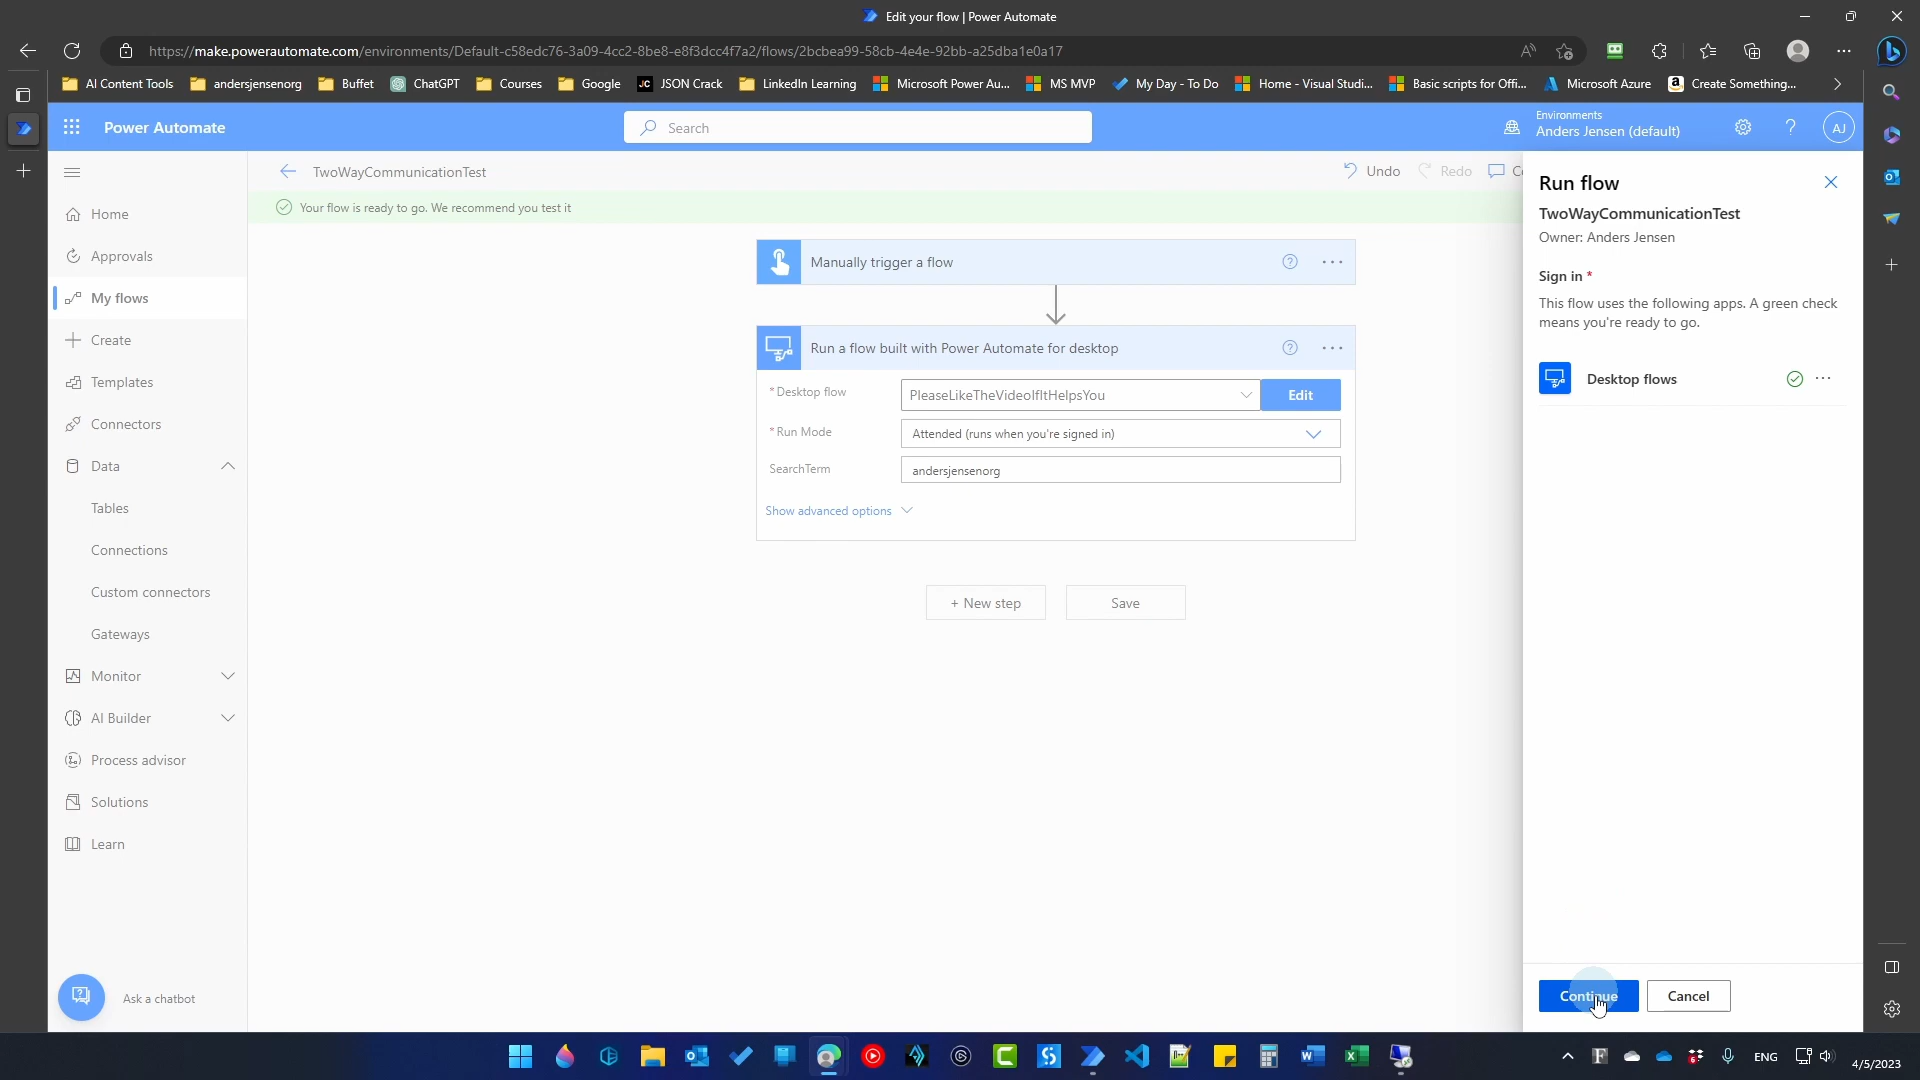 Edit your flow | Power Automate
https://make.powerautomate.com/environments/Default-c58edc76-3a09-4cc2-8be8-e8f3dcc4f7a2/flows/2bcbea99-58cb-4e4e-92bb-a25dba1e0a17
AI Content Tools
andersjensenorg
Buffet
ChatGPT
Courses
Google
JC JSON Crack
LinkedIn Learning
Microsoft Power Au...
MS MVP
My Day - To Do
Home - Visual Studi...
Basic scripts for Offi...
Microsoft Azure
Create Something...
Power Automate
Search
Environments
Anders Jensen (default)
?
AJ
Home
Approvals
My flows
Create
Templates
Connectors
Data
Tables
Connections
Custom connectors
Gateways
Monitor
AI Builder
Process advisor
Solutions
Learn
Ask a chatbot
TwoWayCommunicationTest
Undo
Redo
Your flow is ready to go. We recommend you test it
Manually trigger a flow
Run a flow built with Power Automate for desktop
* Desktop flow
PleaseLikeTheVideoIfItHelpsYou
Edit
* Run Mode
Attended (runs when you're signed in)
SearchTerm
andersjensenorg
Show advanced options
+ New step
Save
Run flow
TwoWayCommunicationTest
Owner: Anders Jensen
Sign in *
This flow uses the following apps. A green check
means you're ready to go.
Desktop flows
Continue
Cancel
ENG
4/5/2023